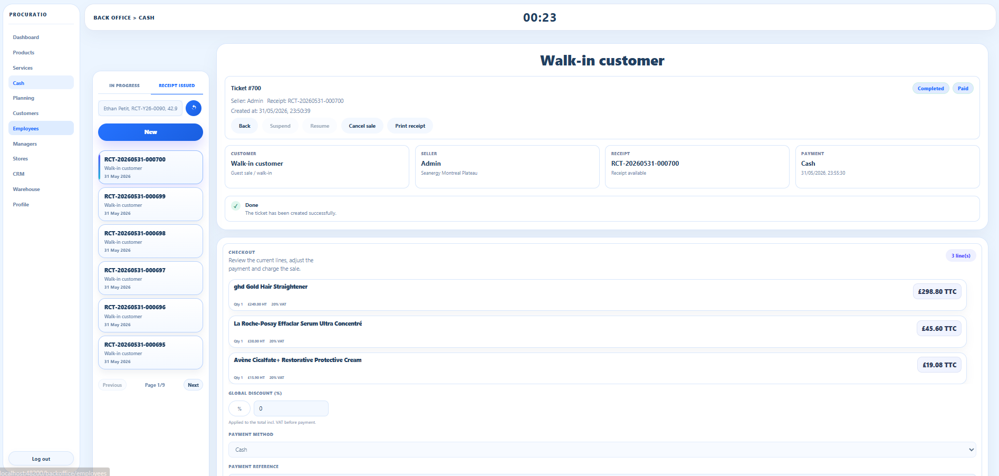 PROCURATIO
Dashboard
Products
Services
Cash
Planning
Customers
Employees
Managers
Stores
CRM
Warehouse
Profile
Log out
localhost:48200/backoffice/employees
BACK OFFICE > CASH
00:23
IN PROGRESS
RECEIPT ISSUED
Ethan Petit, RCT-Y26-0090, 42.9
New
RCT-20260531-000700
Walk-in customer
31 May 2026
RCT-20260531-000699
Walk-in customer
31 May 2026
RCT-20260531-000698
Walk-in customer
31 May 2026
RCT-20260531-000697
Walk-in customer
31 May 2026
RCT-20260531-000696
Walk-in customer
31 May 2026
RCT-20260531-000695
Walk-in customer
31 May 2026
Previous
Page 1/9
Next
Walk-in customer
Ticket #700
Completed
Paid
Seller: Admin Receipt: RCT-20260531-000700
Created at: 31/05/2026, 23:50:39
Back
Suspend
Resume
Cancel sale
Print receipt
CUSTOMER
Walk-in customer
Guest sale / walk-in
SELLER
Admin
Seanergy Montreal Plateau
RECEIPT
RCT-20260531-000700
Receipt available
PAYMENT
Cash
31/05/2026, 23:55:30
Done
The ticket has been created successfully.
CHECKOUT
Review the current lines, adjust the
payment and charge the sale.
3 line(s)
ghd Gold Hair Straightener
Qty 1 £249.00 HT 20% VAT
£298.80 TTC
La Roche-Posay Effaclar Serum Ultra Concentré
Qty 1 £38.00 HT 20% VAT
£45.60 TTC
Avène Cicalfate+ Restorative Protective Cream
Qty 1 £15.90 HT 20% VAT
£19.08 TTC
GLOBAL DISCOUNT (%)
%
0
Applied to the total incl. VAT before payment.
PAYMENT METHOD
Cash
PAYMENT REFERENCE